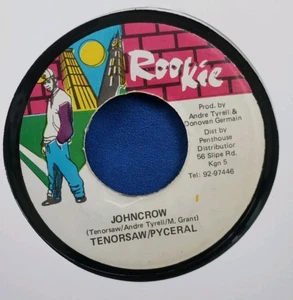 Rookie
Prod. by
Andre Tyrell &
Donovan Germain
Dist by
Penthouse
Distributior
56 Slipe Rd.
Kgn 5
Tel: 92-97446
JOHNCROW
(Tenorsaw/Andre Tyrell/M, Grant)
TENORSAW/PYCERAL